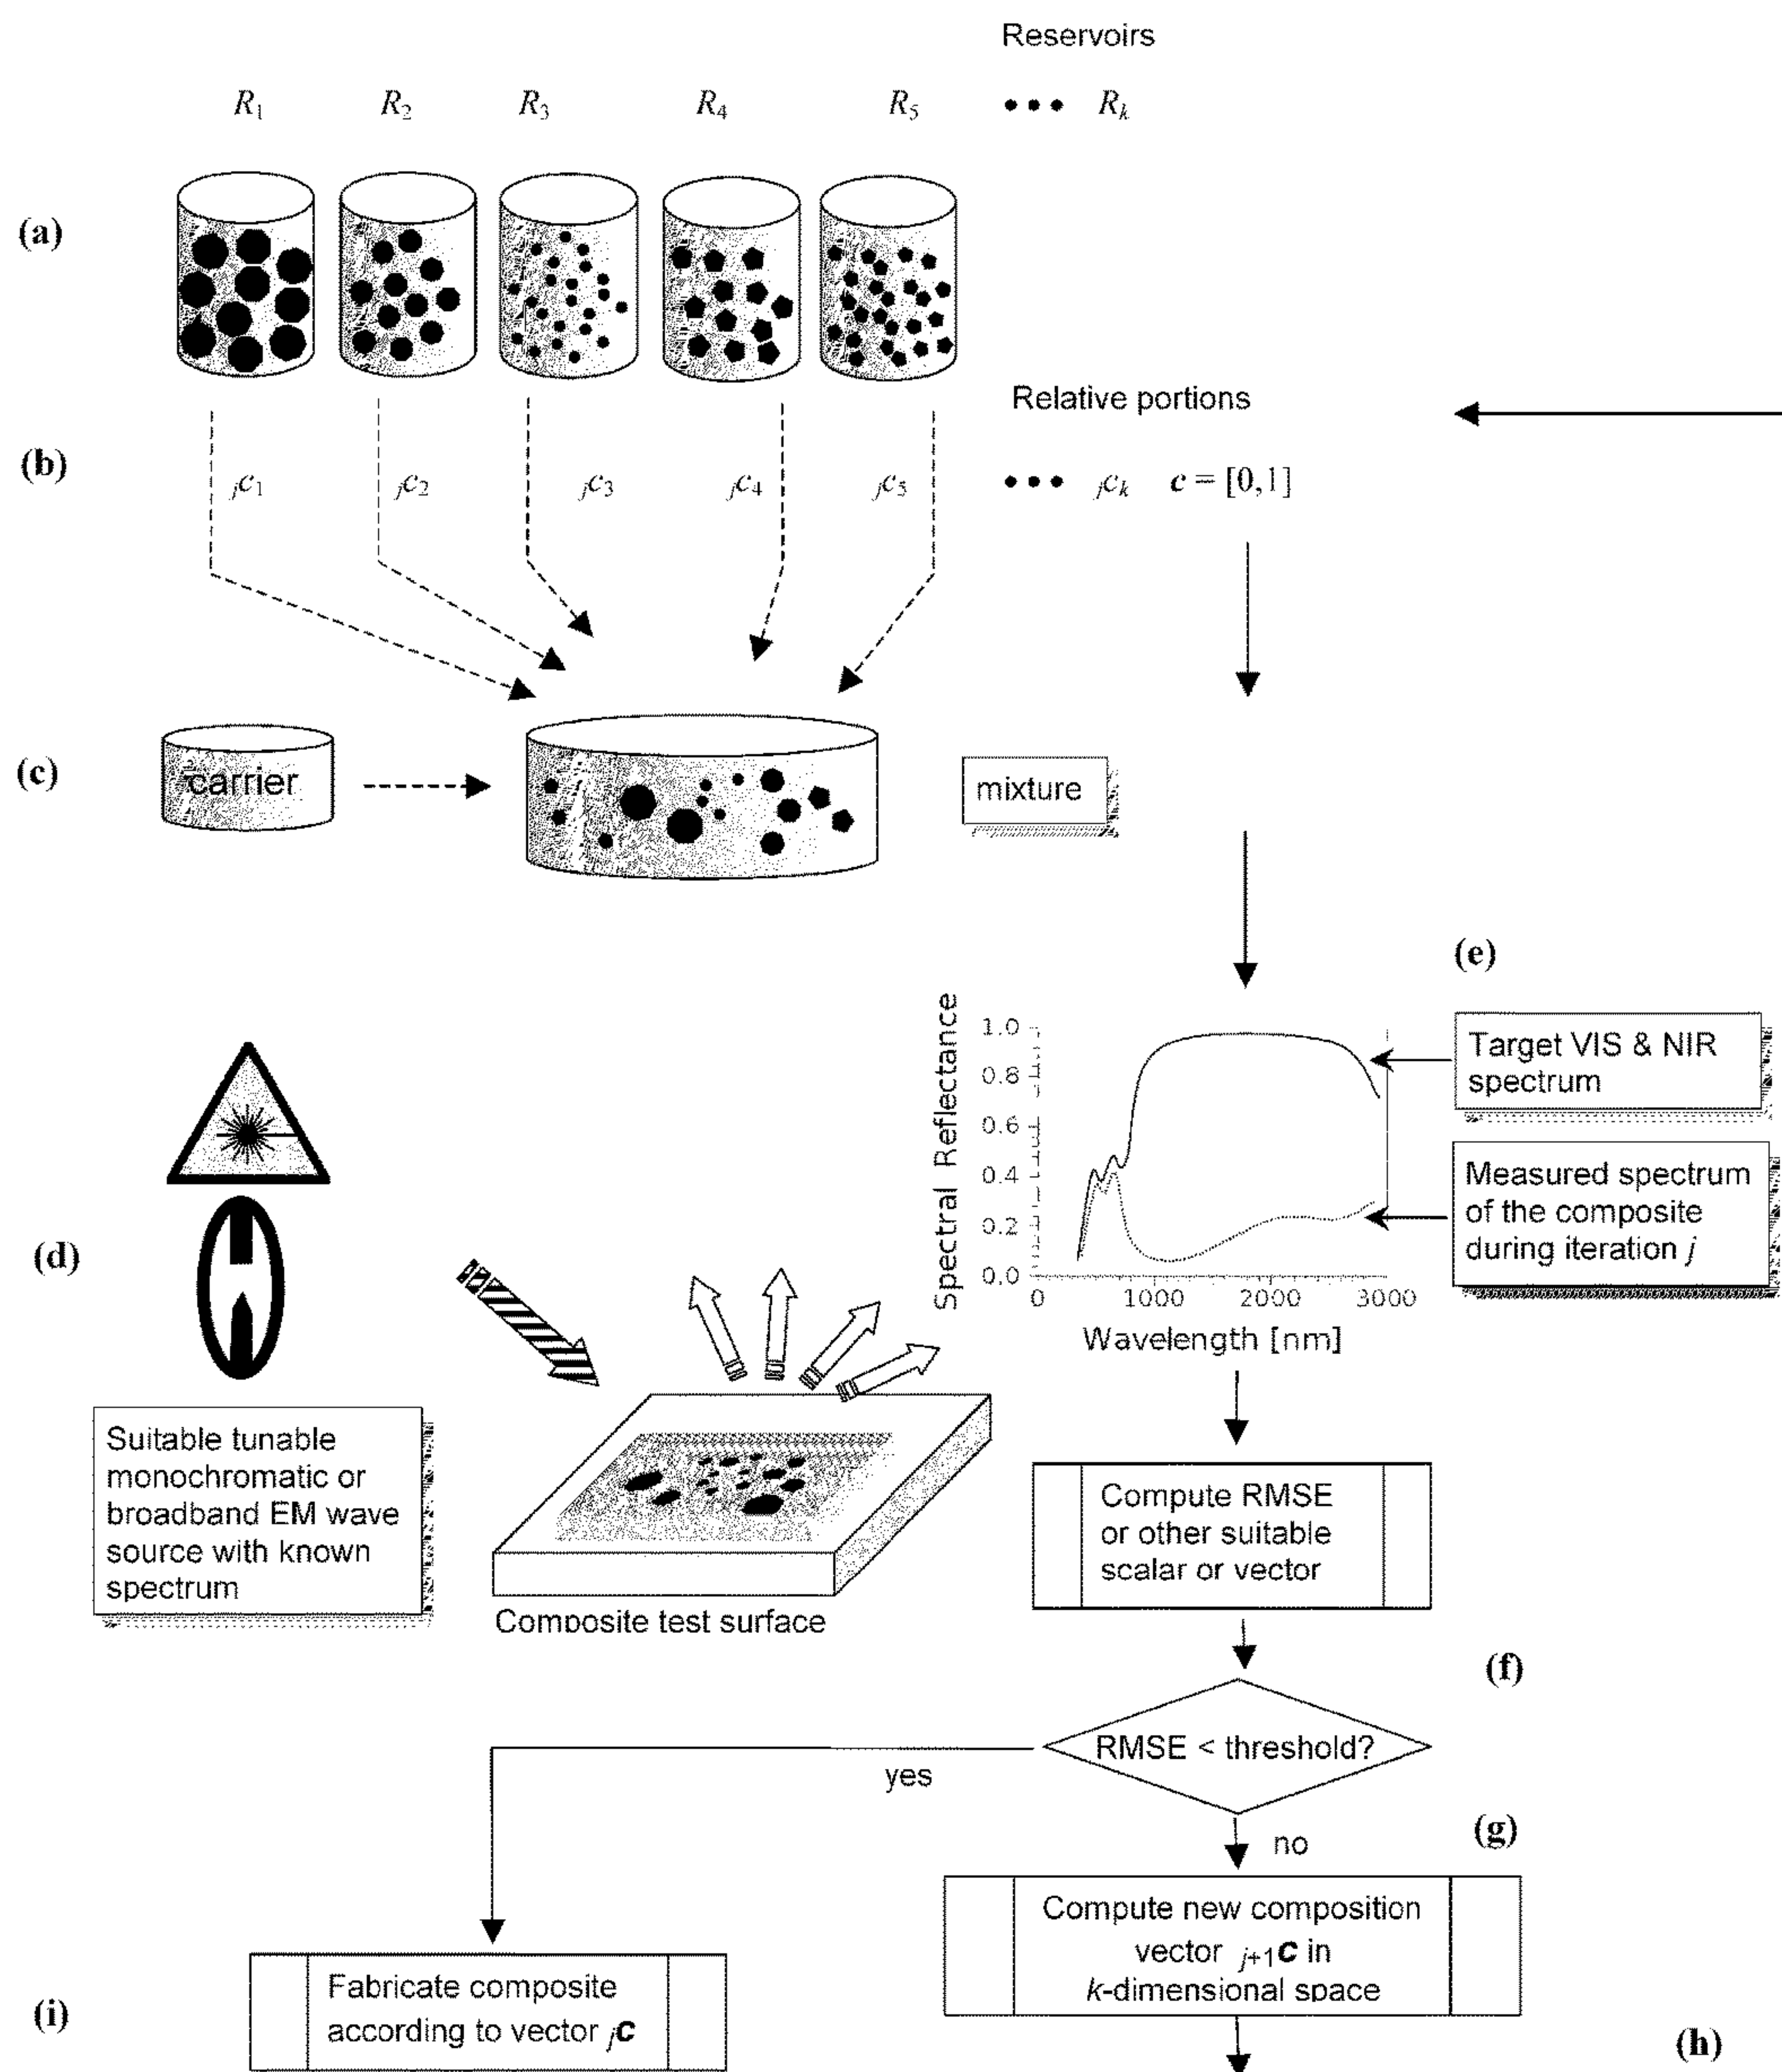 Reservoirs
R1 R2 R3 R4 R5 ••• Rk
(a)
Relative portions
(b)
jc1 jc2 jc3 jc4 jc5 ••• jck c = [0,1]
(c)
carrier
mixture
(e)
Spectral Reflectance
1.0
0.8
0.6
0.4
0.2
0.0
0 1000 2000 3000
Wavelength [nm]
Target VIS & NIR
spectrum
Measured spectrum
of the composite
during iteration j
(d)
Suitable tunable
monochromatic or
broadband EM wave
source with known
spectrum
Composite test surface
Compute RMSE
or other suitable
scalar or vector
(f)
RMSE < threshold?
yes
no
(g)
Compute new composition
vector j+1c in
k-dimensional space
Fabricate composite
according to vector jc
(i)
(h)